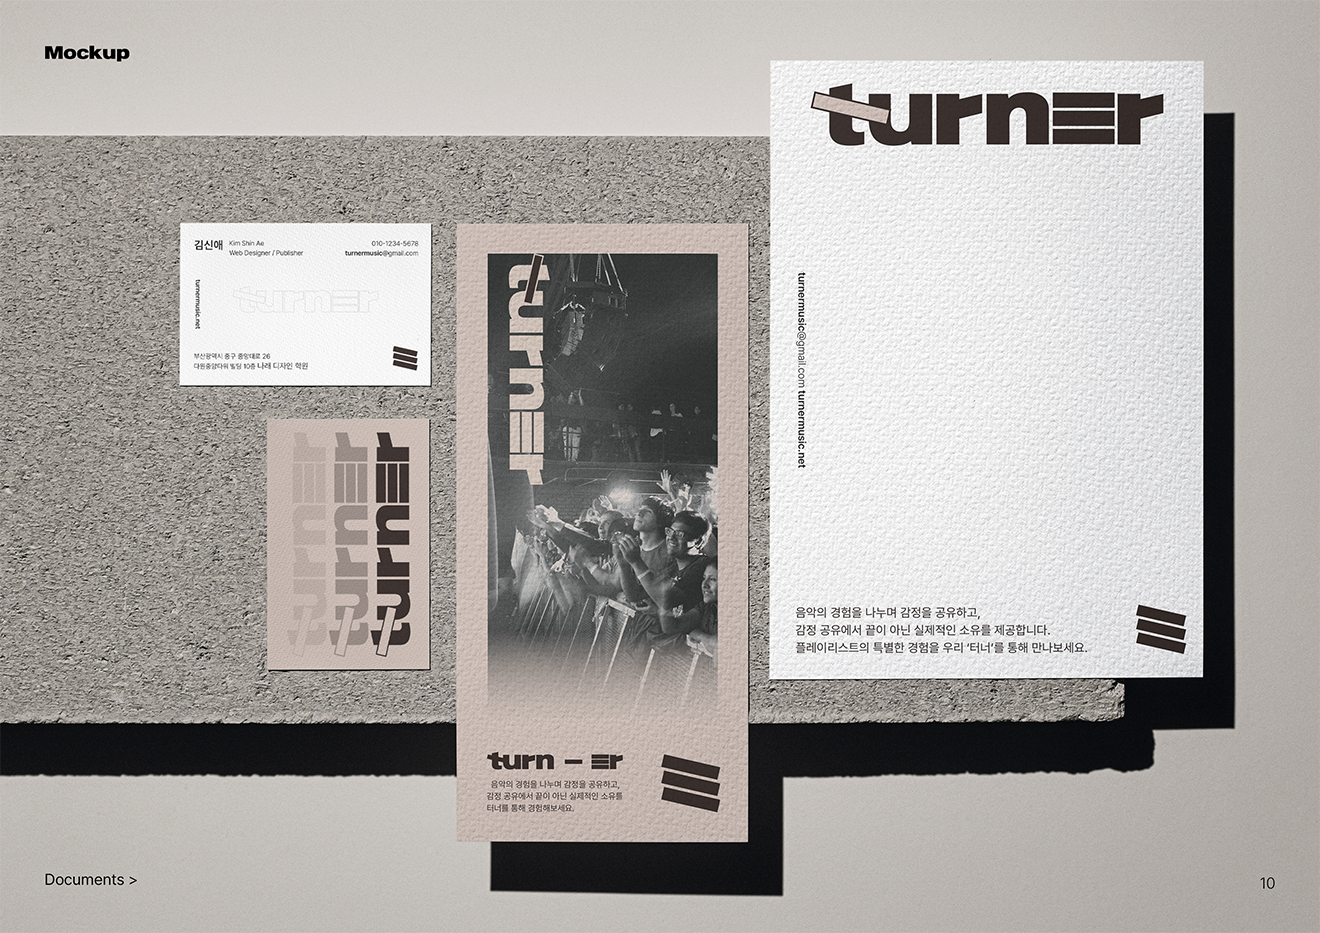 Mockup
김신애 Kim Shin Ae
Web Designer / Publisher
010-1234-5678
turnermusic@gmail.com
turnermusic.net
turner
부산광역시 중구 중앙대로 26
다원중앙타워 빌딩 10층 나래 디자인 학원
turner
turner
turner
turner
turn – er
음악의 경험을 나누며 감정을 공유하고,
감정 공유에서 끝이 아닌 실제적인 소유를
터너를 통해 경험해보세요.
turner
turnermusic@gmail.com turnermusic.net
음악의 경험을 나누며 감정을 공유하고,
감정 공유에서 끝이 아닌 실제적인 소유를 제공합니다.
플레이리스트의 특별한 경험을 우리 ‘터너’를 통해 만나보세요.
Documents >
10